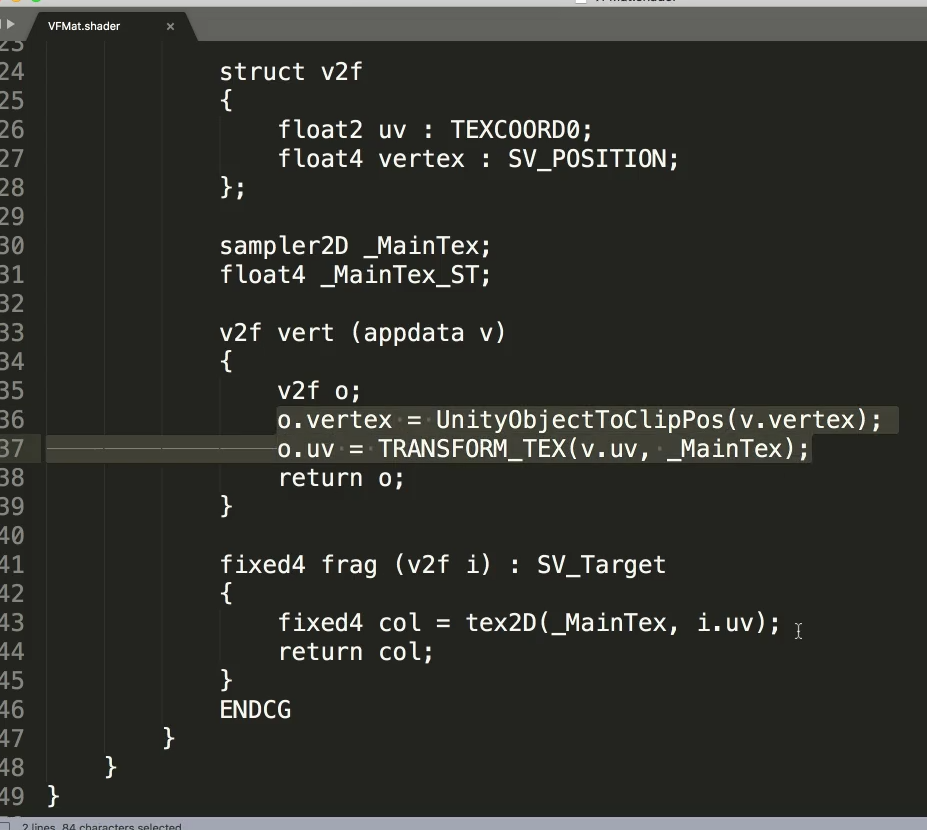 VFMat.shader
23
24 struct v2f
25 {
26 float2 uv : TEXCOORD0;
27 float4 vertex : SV_POSITION;
28 };
29
30 sampler2D _MainTex;
31 float4 _MainTex_ST;
32
33 v2f vert (appdata v)
34 {
35 v2f o;
36 o.vertex = UnityObjectToClipPos(v.vertex);
37 o.uv = TRANSFORM_TEX(v.uv, _MainTex);
38 return o;
39 }
40
41 fixed4 frag (v2f i) : SV_Target
42 {
43 fixed4 col = tex2D(_MainTex, i.uv);
44 return col;
45 }
46 ENDCG
47 }
48 }
49 }
2 lines, 84 characters selected